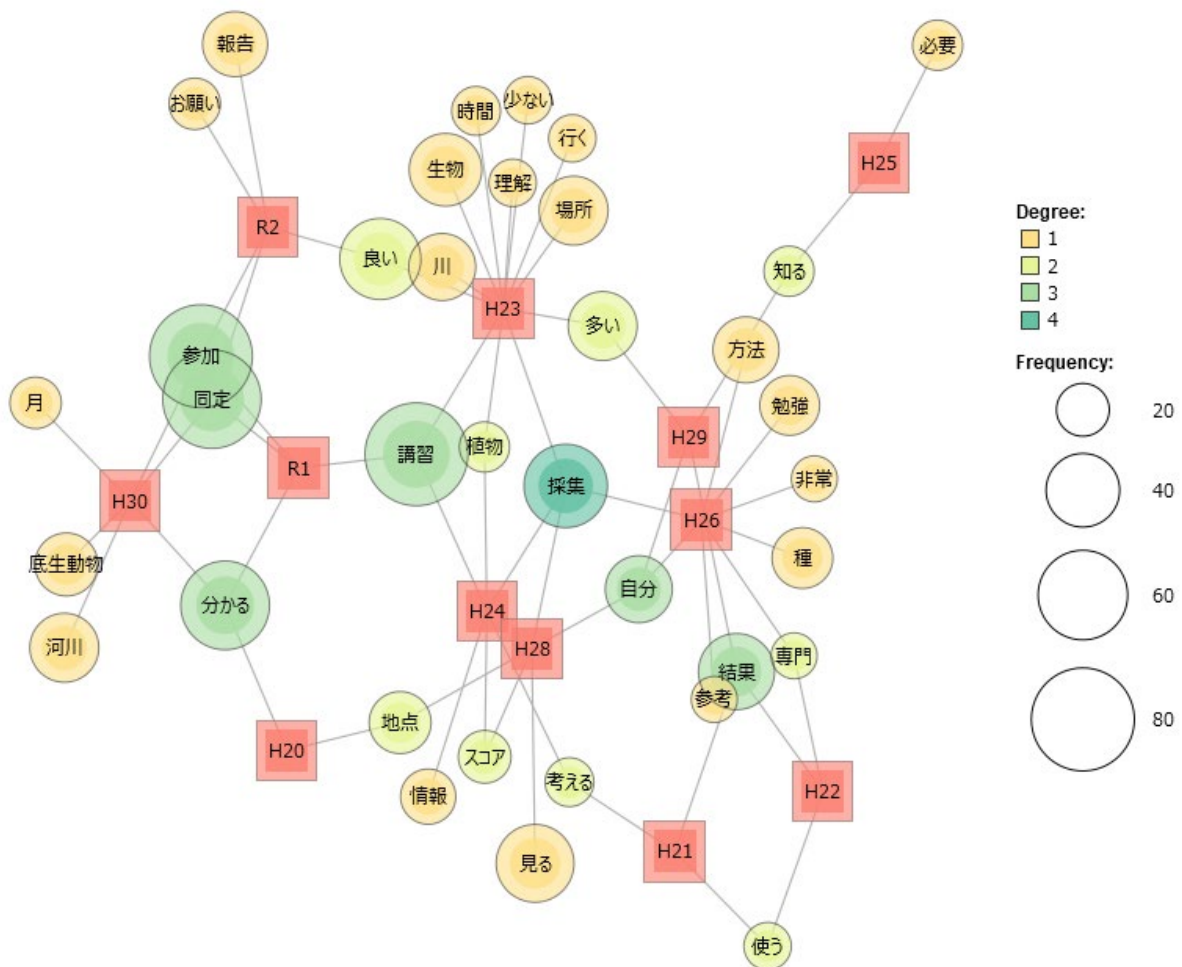 報告
必要
お願い
時間
少ない
行く
生物
理解
場所
H25
R2
良い
川
知る
H23
多い
参加
方法
月
同定
勉強
H29
講習
植物
R1
採集
非常
H30
H26
種
底生動物
分かる
自分
H24
河川
H28
結果
専門
参考
地点
H20
スコア
情報
考える
H22
見る
H21
使う
Degree:
1
2
3
4
Frequency:
20
40
60
80